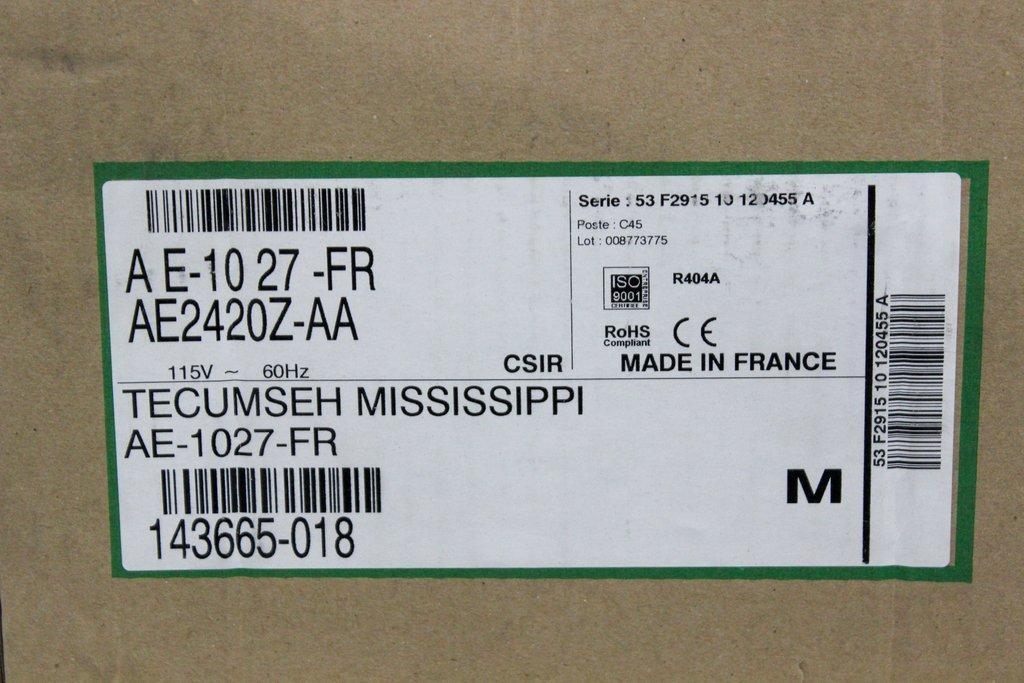 A E-10 27 -FR
AE2420Z-AA
115V ~ 60Hz
CSIR
Serie : 53 F2915 10 120455 A
Poste : C45
Lot : 008773775
ISO
9001
R404A
RoHS
Compliant
CE
MADE IN FRANCE
TECUMSEH MISSISSIPPI
AE-1027-FR
143665-018
M
53 F2915 10 120455 A